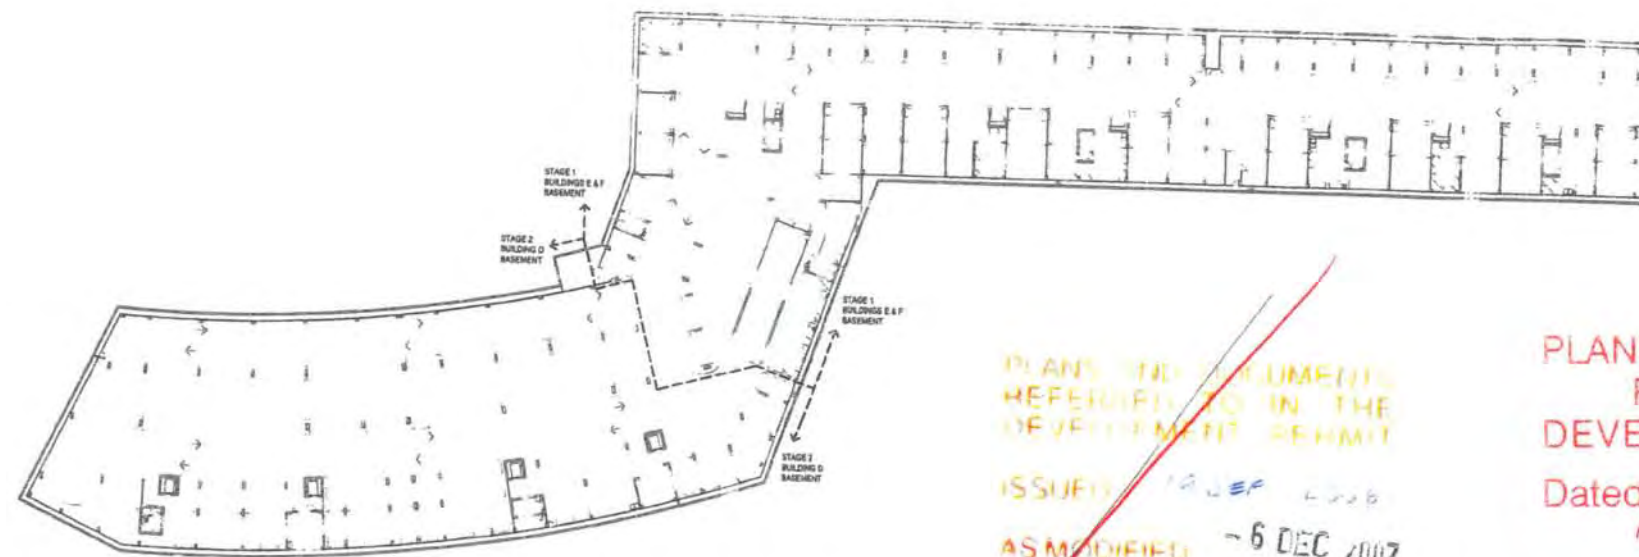 STAGE 1
BUILDINGS E & F
BASEMENT
STAGE 2
BUILDING D
BASEMENT
STAGE 1
BUILDINGS E & F
BASEMENT
STAGE 2
BUILDING D
BASEMENT
PLANS AND DOCUMENTS
REFERRED TO IN THE
DEVELOPMENT PERMIT
ISSUED
AS MODIFIED - 6 DEC 2007
PLAN
DEVE
Dated